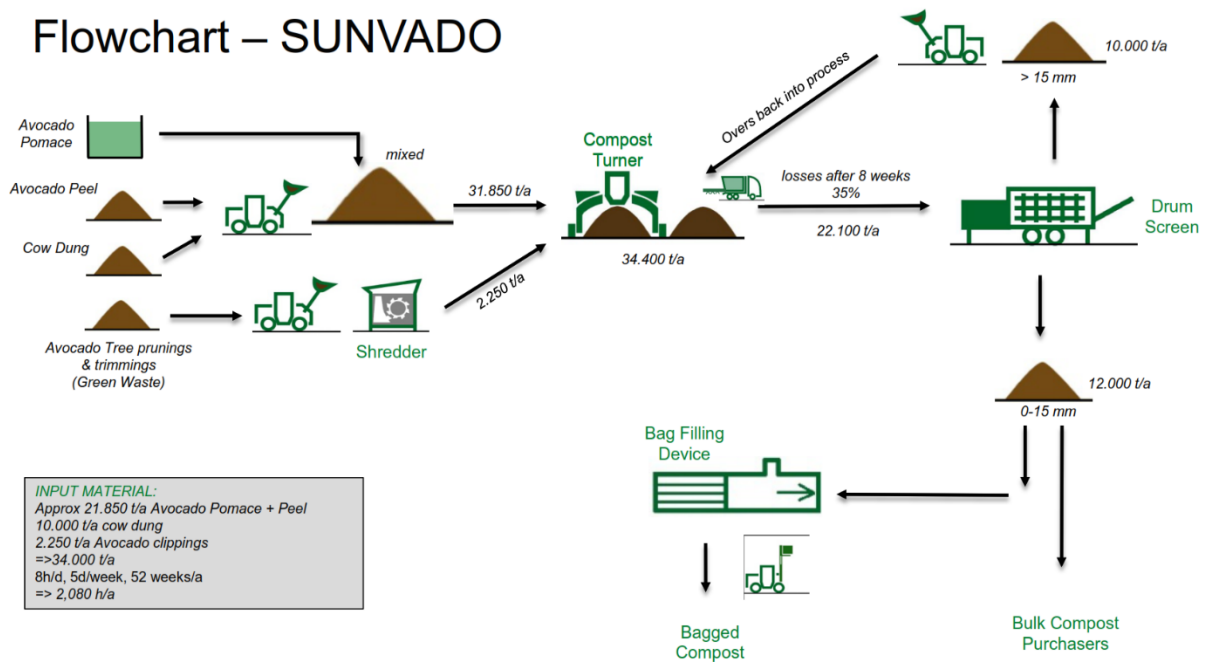 Flowchart – SUNVADO
Avocado
Pomace
Avocado Peel
Cow Dung
Avocado Tree prunings
& trimmings
(Green Waste)
mixed
31.850 t/a
Shredder
2.250 t/a
Compost
Turner
34.400 t/a
Overs back into process
losses after 8 weeks
35%
22.100 t/a
10.000 t/a
> 15 mm
Drum
Screen
12.000 t/a
0-15 mm
Bag Filling
Device
Bagged
Compost
Bulk Compost
Purchasers
INPUT MATERIAL:
Approx 21.850 t/a Avocado Pomace + Peel
10.000 t/a cow dung
2.250 t/a Avocado clippings
=>34.000 t/a
8h/d, 5d/week, 52 weeks/a
=> 2,080 h/a